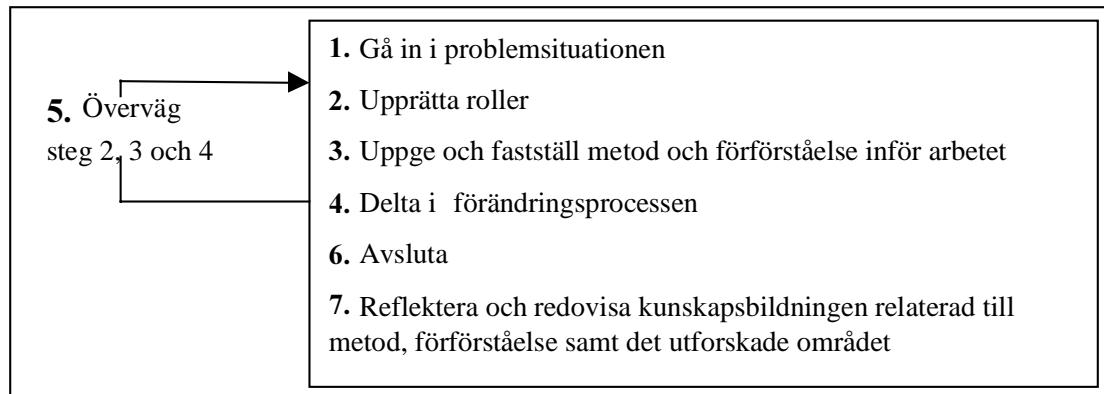 1. Gå in i problemsituationen
2. Upprätta roller
5. Överväg
steg 2, 3 och 4
3. Uppge och fastställ metod och förförståelse inför arbetet
4. Delta i förändringsprocessen
6. Avsluta
7. Reflektera och redovisa kunskapsbildningen relaterad till
metod, förförståelse samt det utforskade området